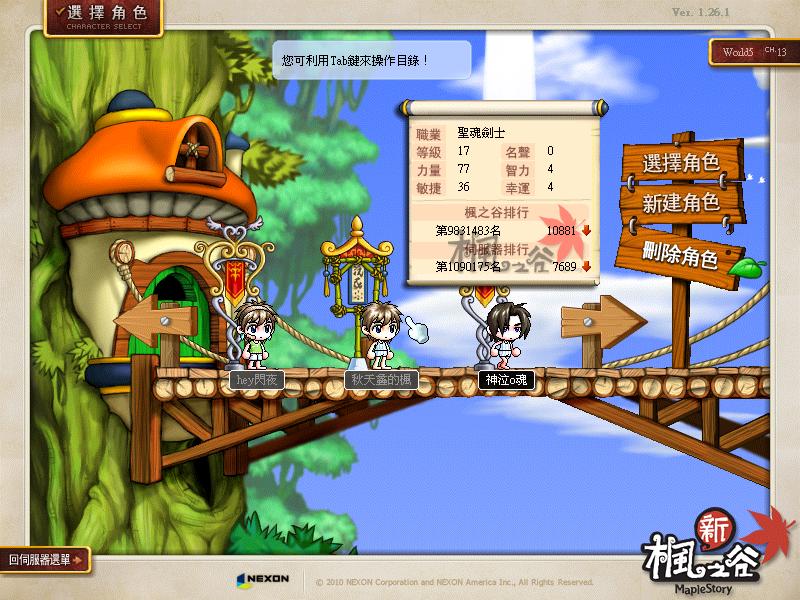 選擇角色
CHARACTER SELECT
Ver. 1.26.1
World5 CH.13
您可利用Tab鍵來操作目錄！
職業 聖魂劍士
等級 17 名聲 0
力量 77 智力 4
敏捷 36 幸運 4
楓之谷排行
第9831483名 10881
伺服器排行
第1090175名 7689
楓之谷
選擇角色
新建角色
刪除角色
hey閃夜
秋天盡的楓
神泣o魂
回伺服器選單
NEXON
© 2010 NEXON Corporation and NEXON America Inc., All Rights Reserved.
新
楓之谷
MapleStory